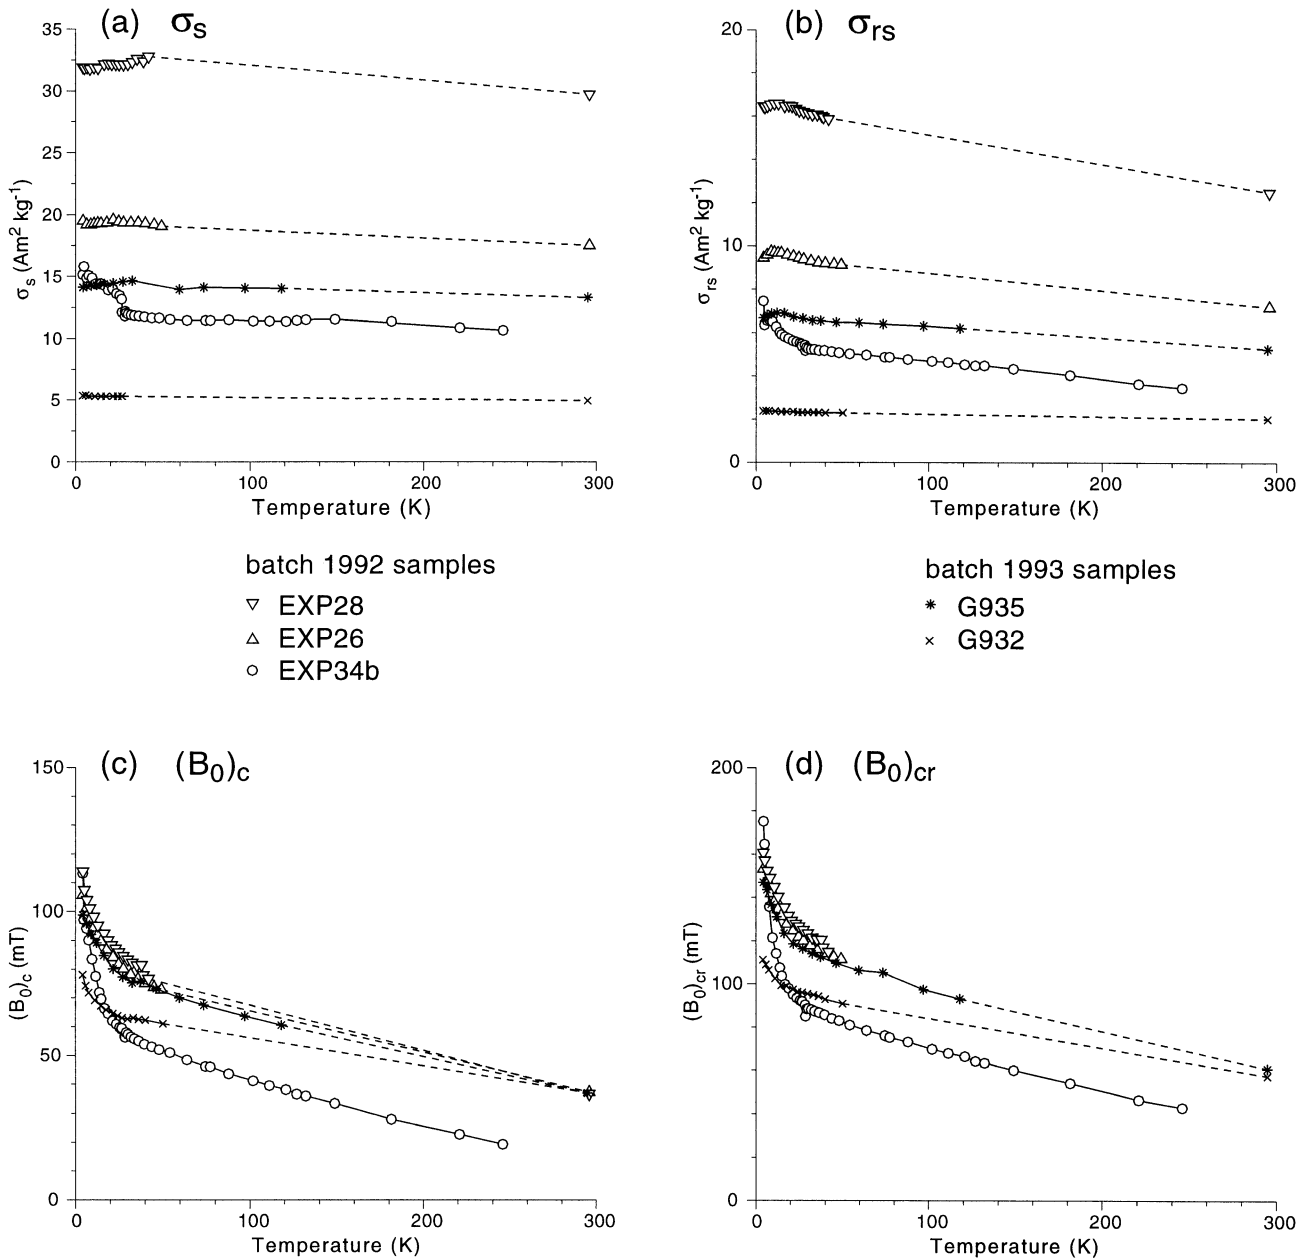 (a) σs
(b) σrs
35
30
25
20
15
10
5
0
σs (Am² kg⁻¹)
0 100 200 300
Temperature (K)
20
10
0
σrs (Am² kg⁻¹)
0 100 200 300
Temperature (K)
batch 1992 samples
EXP28
EXP26
EXP34b
batch 1993 samples
G935
G932
(c) (B₀)c
(d) (B₀)cr
150
100
50
0
(B₀)c (mT)
0 100 200 300
Temperature (K)
200
100
0
(B₀)cr (mT)
0 100 200 300
Temperature (K)